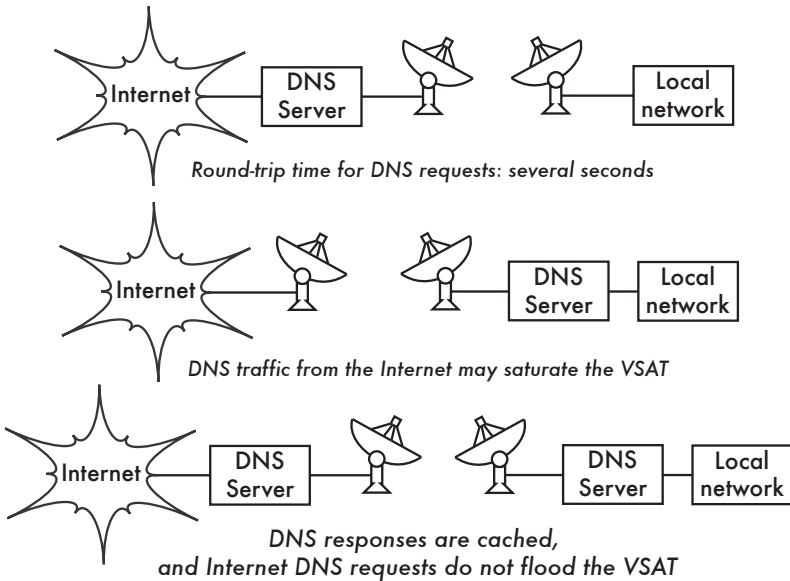 Internet
DNS
Server
Local
network
Round-trip time for DNS requests: several seconds
Internet
DNS
Server
Local
network
DNS traffic from the Internet may saturate the VSAT
Internet
DNS
Server
DNS
Server
Local
network
DNS responses are cached,
and Internet DNS requests do not flood the VSAT